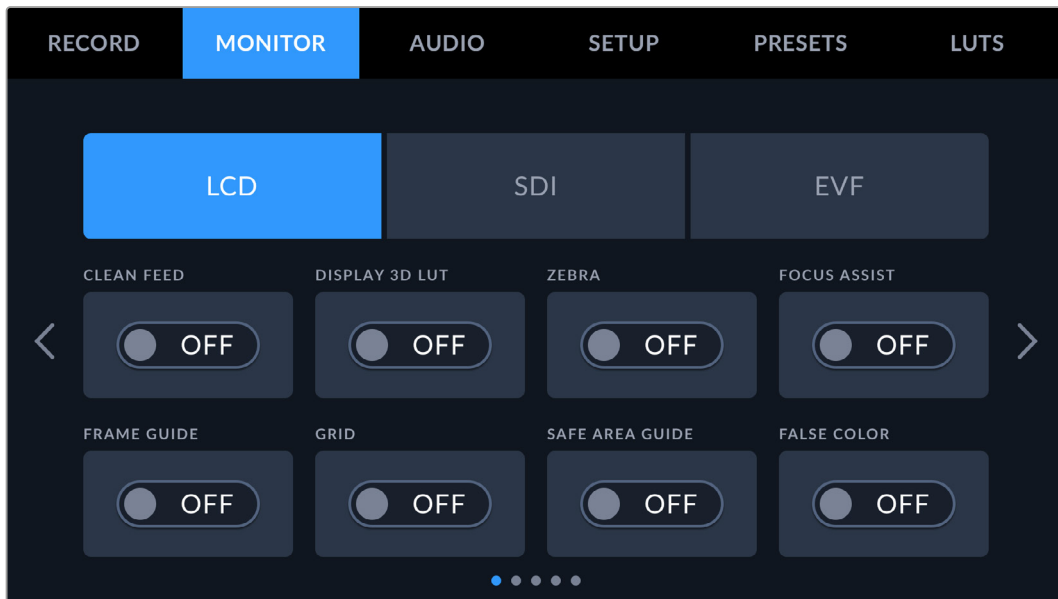 RECORD MONITOR AUDIO SETUP PRESETS LUTS
LCD SDI EVF
CLEAN FEED DISPLAY 3D LUT ZEBRA FOCUS ASSIST
OFF OFF OFF OFF
FRAME GUIDE GRID SAFE AREA GUIDE FALSE COLOR
OFF OFF OFF OFF